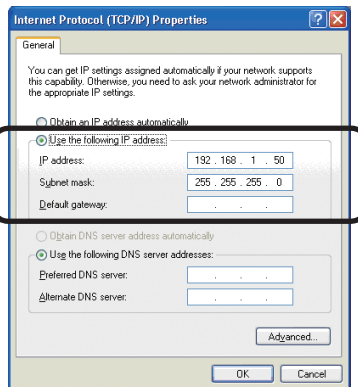 Internet Protocol (TCP/IP) Properties
General
You can get IP settings assigned automatically if your network supports
this capability. Otherwise, you need to ask your network administrator for
the appropriate IP settings.
Obtain an IP address automatically
Use the following IP address:
IP address: 192 . 168 . 1 . 50
Subnet mask: 255 . 255 . 255 . 0
Default gateway: . . .
Obtain DNS server address automatically
Use the following DNS server addresses:
Preferred DNS server: . . .
Alternate DNS server: . . .
Advanced...
OK Cancel